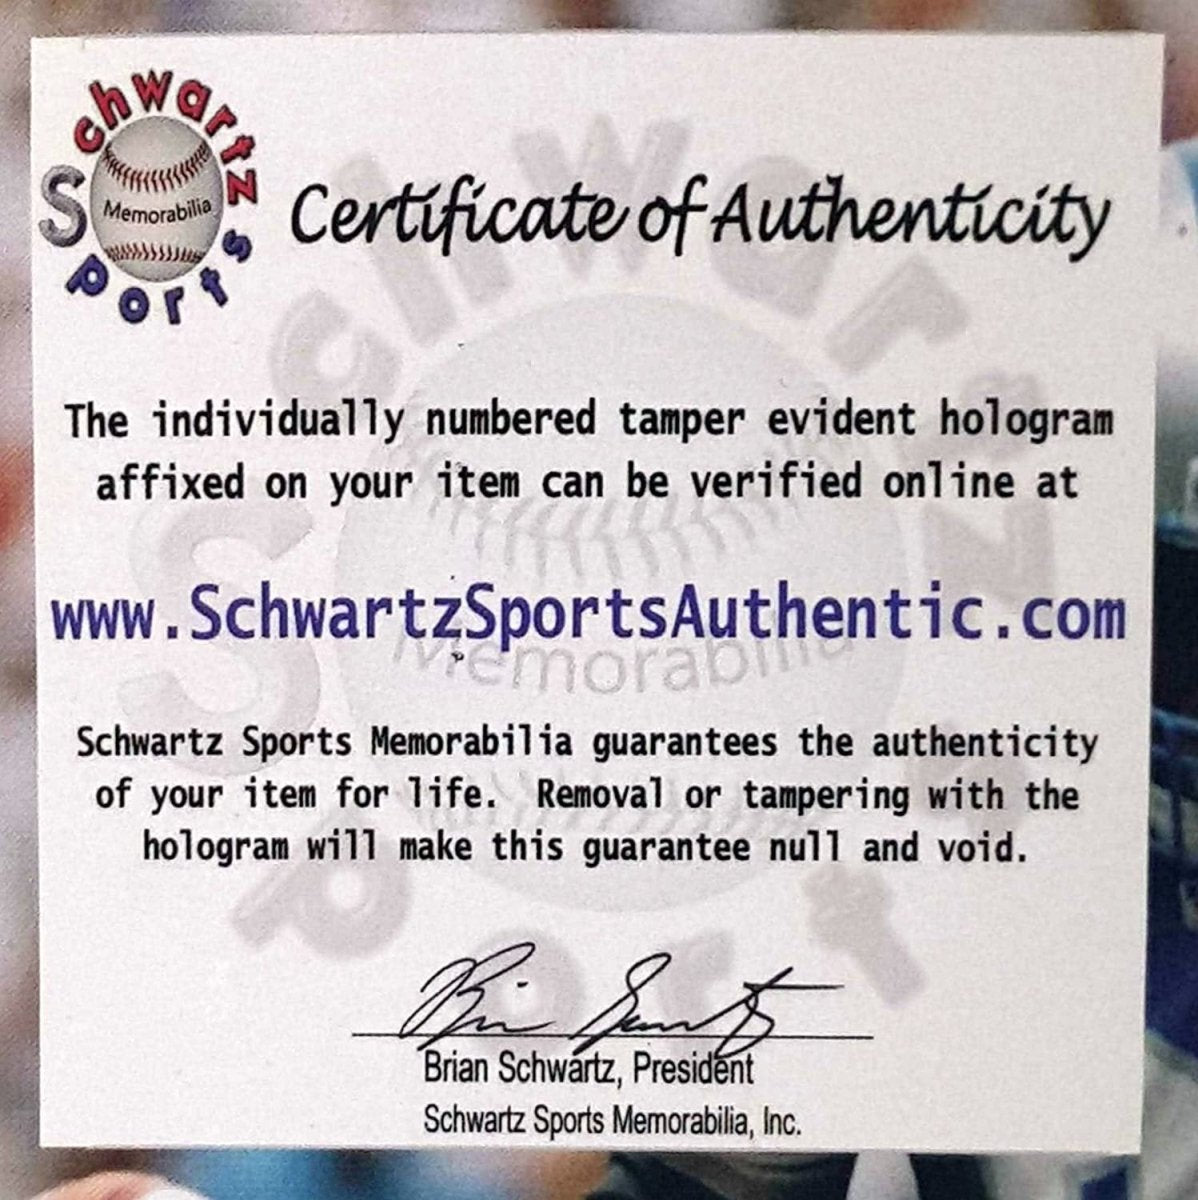 Schwartz
Sports
Memorabilia
Certificate of Authenticity
The individually numbered tamper evident hologram
affixed on your item can be verified online at
www.SchwartzSportsAuthentic.com
Memorabilia
Schwartz Sports Memorabilia guarantees the authenticity
of your item for life. Removal or tampering with the
hologram will make this guarantee null and void.
Brian Schwartz, President
Schwartz Sports Memorabilia, Inc.